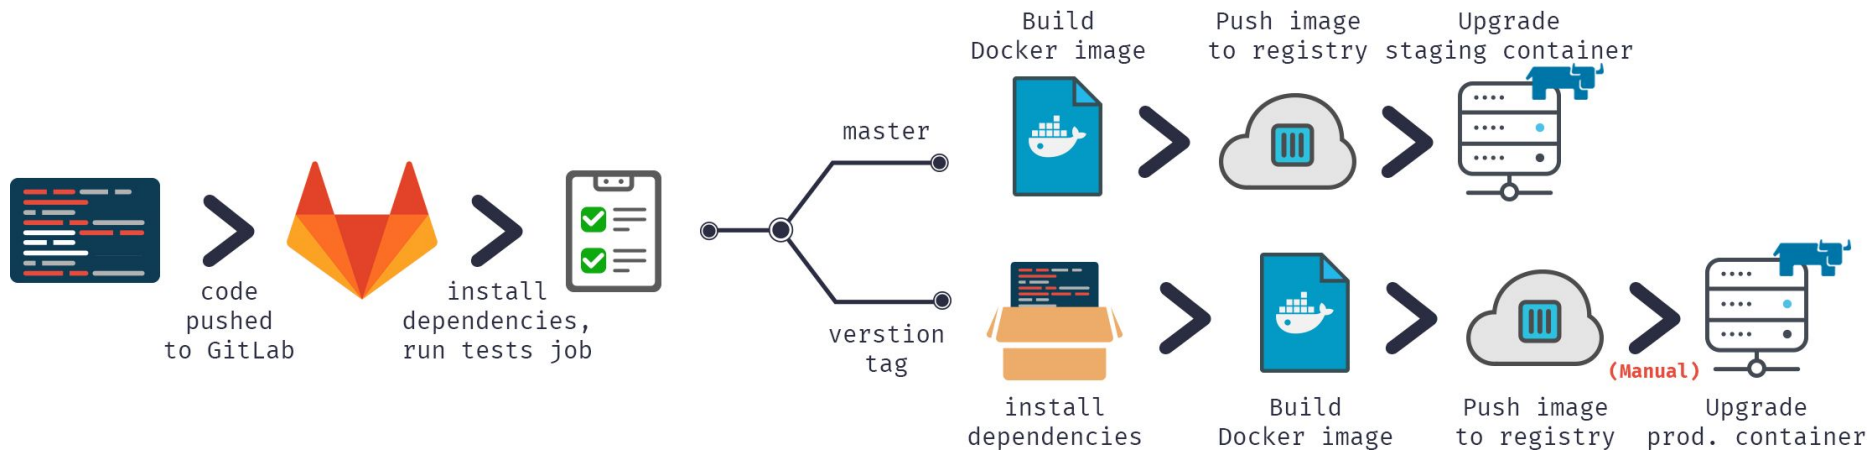 code
pushed
to GitLab
install
dependencies,
run tests job
master
verstion
tag
Build
Docker image
Push image
to registry
Upgrade
staging container
install
dependencies
Build
Docker image
Push image
to registry
(Manual)
Upgrade
prod. container